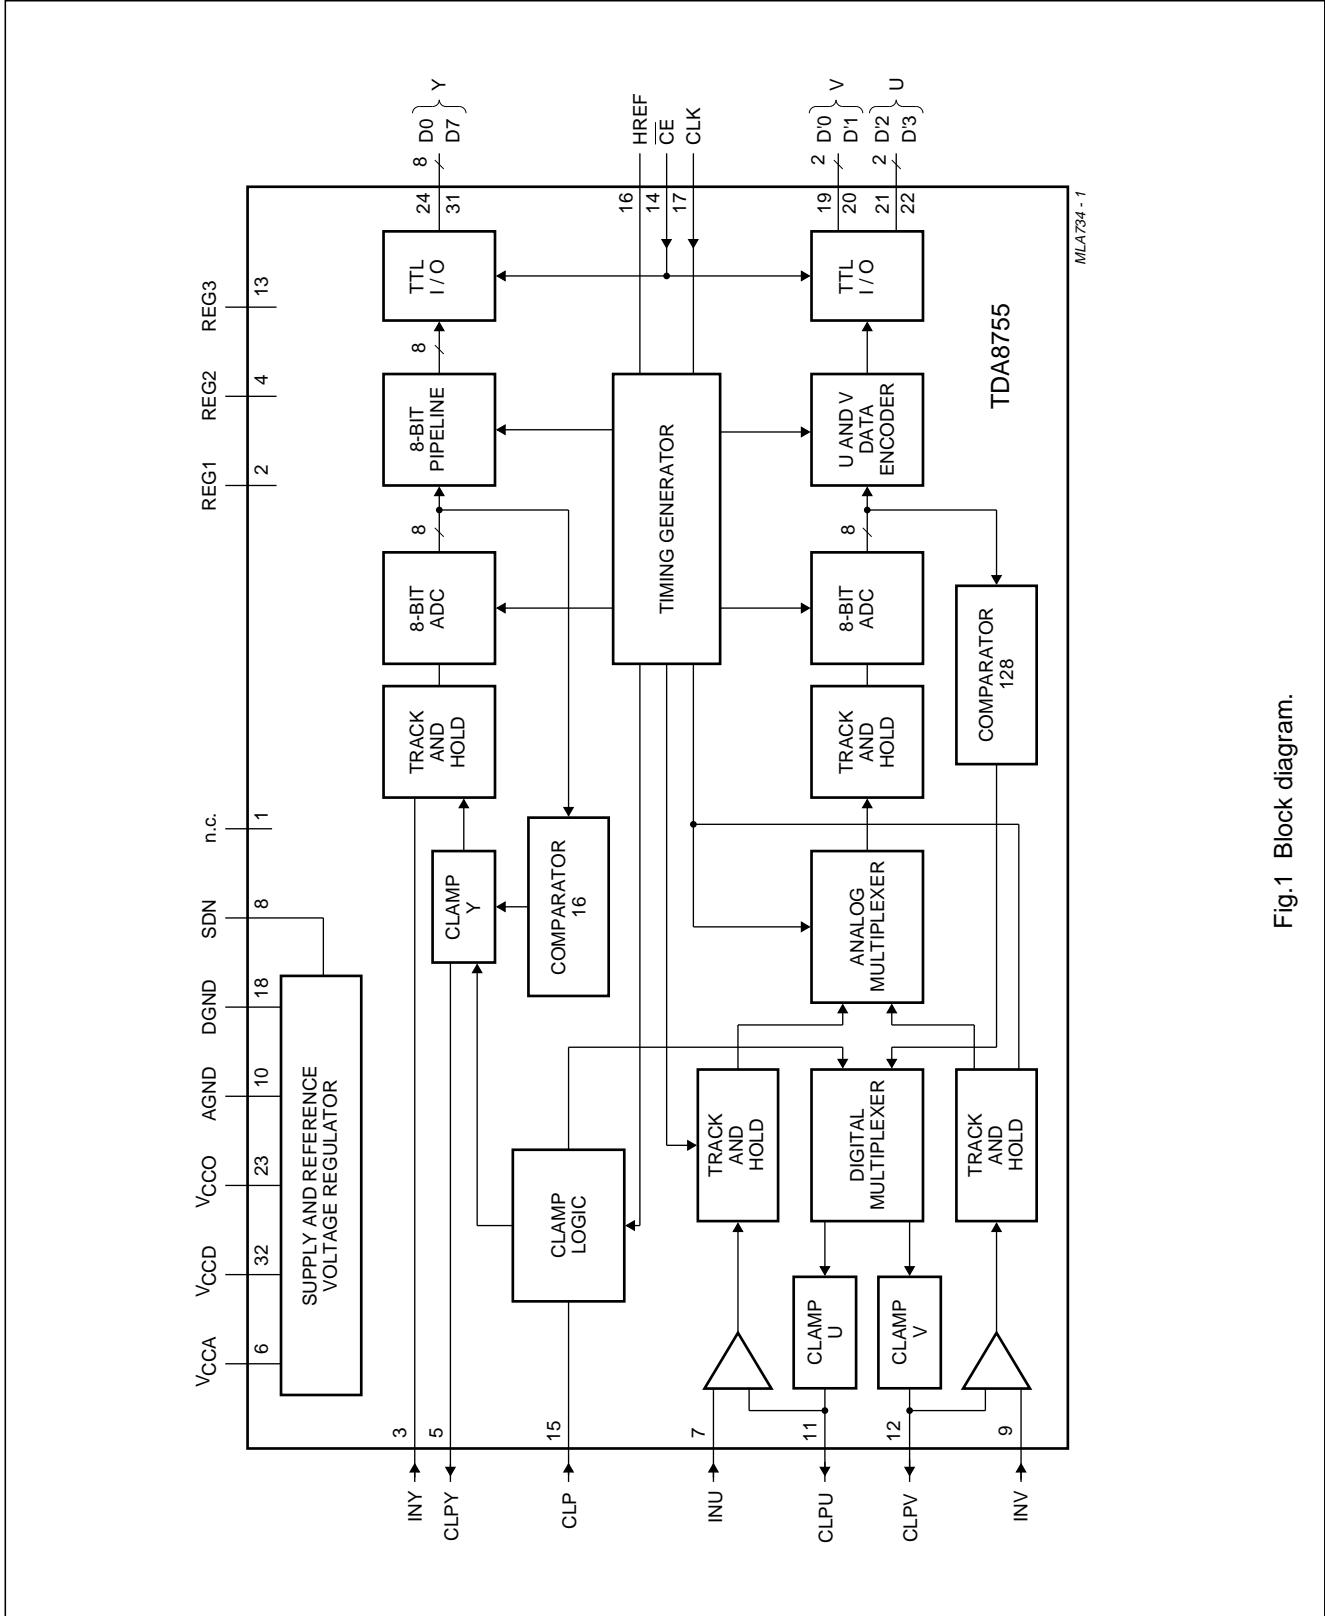 VCCA
VCCD
VCCO
AGND
DGND
SDN
n.c.
REG1
REG2
REG3
6
32
23
10
18
8
1
2
4
13
SUPPLY AND REFERENCE
VOLTAGE REGULATOR
INY
3
CLPY
5
TRACK
AND
HOLD
8-BIT
ADC
8
8-BIT
PIPELINE
8
TTL
I / O
24
31
8
D0
D7
Y
CLAMP
Y
COMPARATOR
16
CLP
15
CLAMP
LOGIC
TIMING GENERATOR
16
14
17
HREF
CE
CLK
INU
7
TRACK
AND
HOLD
CLPU
11
CLAMP
U
CLPV
12
CLAMP
V
DIGITAL
MULTIPLEXER
ANALOG
MULTIPLEXER
TRACK
AND
HOLD
8-BIT
ADC
8
U AND V
DATA
ENCODER
TTL
I / O
19
20
21
22
2
D'0
D'1
V
2
D'2
D'3
U
INV
9
TRACK
AND
HOLD
COMPARATOR
128
TDA8755
MLA734 - 1
Fig.1 Block diagram.